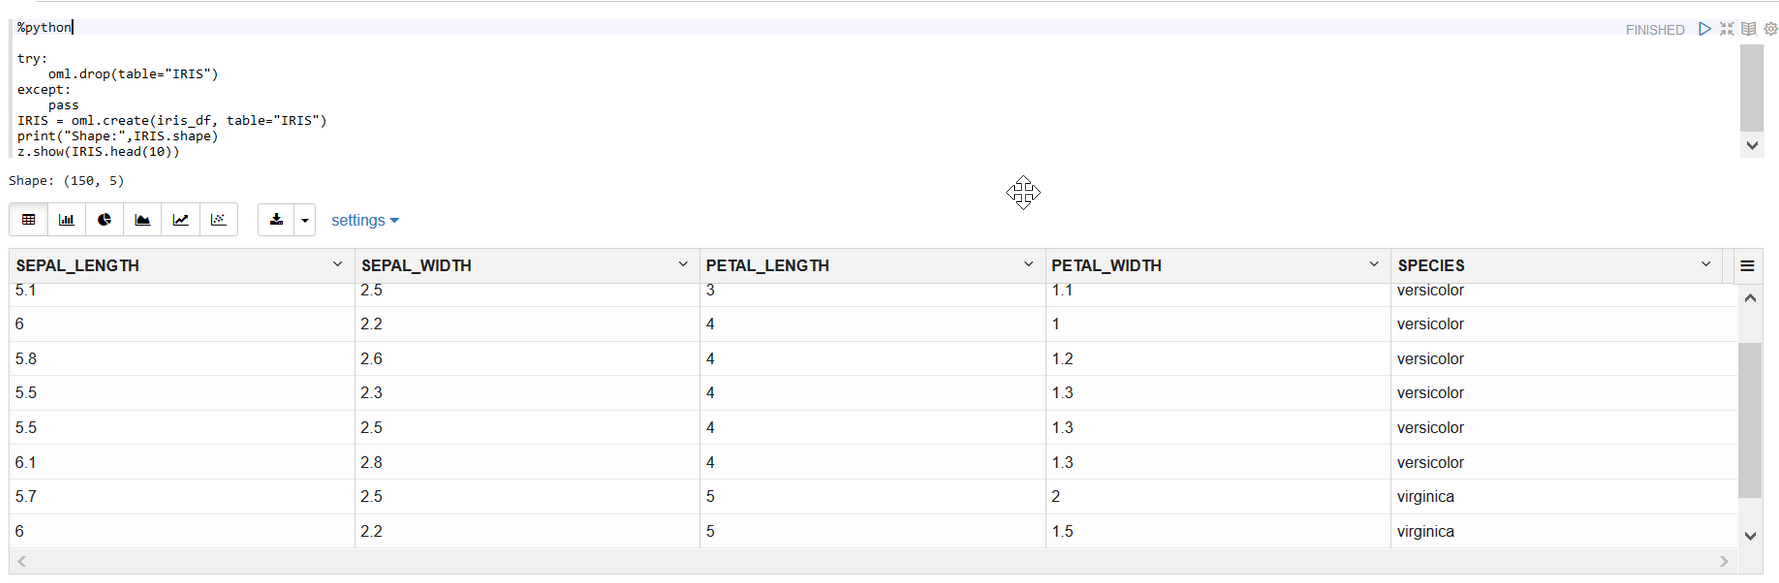 %python
FINISHED
try:
    oml.drop(table="IRIS")
except:
    pass
IRIS = oml.create(iris_df, table="IRIS")
print("Shape:",IRIS.shape)
z.show(IRIS.head(10))
Shape: (150, 5)
settings
SEPAL_LENGTH SEPAL_WIDTH PETAL_LENGTH PETAL_WIDTH SPECIES
5.1 2.5 3 1.1 versicolor
6 2.2 4 1 versicolor
5.8 2.6 4 1.2 versicolor
5.5 2.3 4 1.3 versicolor
5.5 2.5 4 1.3 versicolor
6.1 2.8 4 1.3 versicolor
5.7 2.5 5 2 virginica
6 2.2 5 1.5 virginica